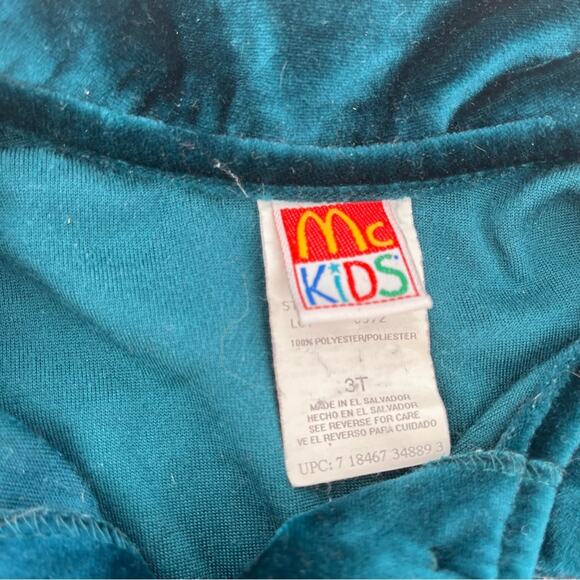 Mc
KiDS
ST
100% POLYESTER/POLIESTER
3T
MADE IN EL SALVADOR
HECHO EN EL SALVADOR
SEE REVERSE FOR CARE
VE EL REVERSO PARA CUIDADO
UPC: 7 18467 34889 3